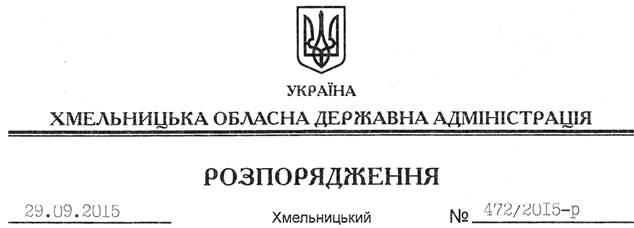 УКРАЇНА
ХМЕЛЬНИЦЬКА ОБЛАСНА ДЕРЖАВНА АДМІНІСТРАЦІЯ
РОЗПОРЯДЖЕННЯ
29.09.2015 Хмельницький № 472/2015-р